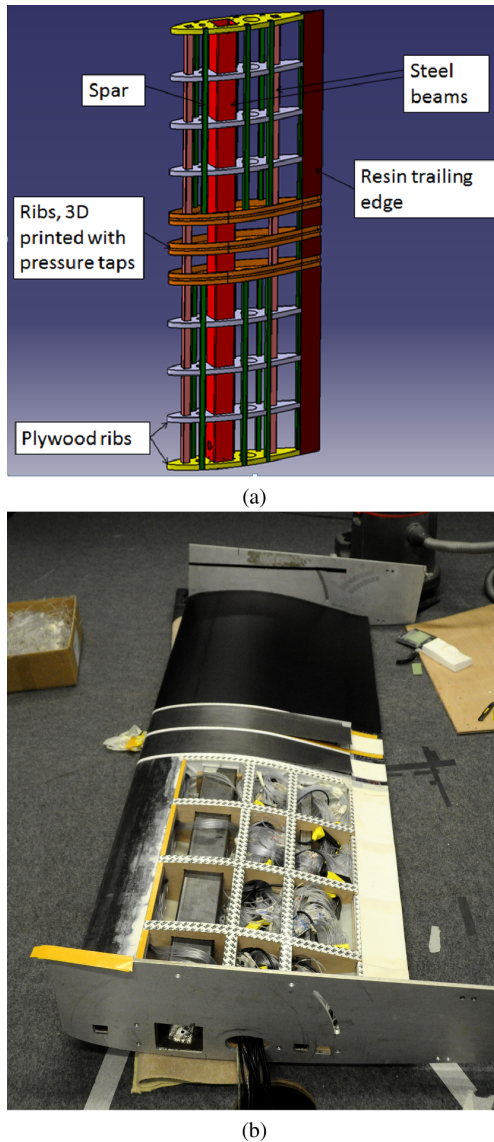 Spar
Steel
beams
Resin trailing
edge
Ribs, 3D
printed with
pressure taps
Plywood ribs
(a)
(b)